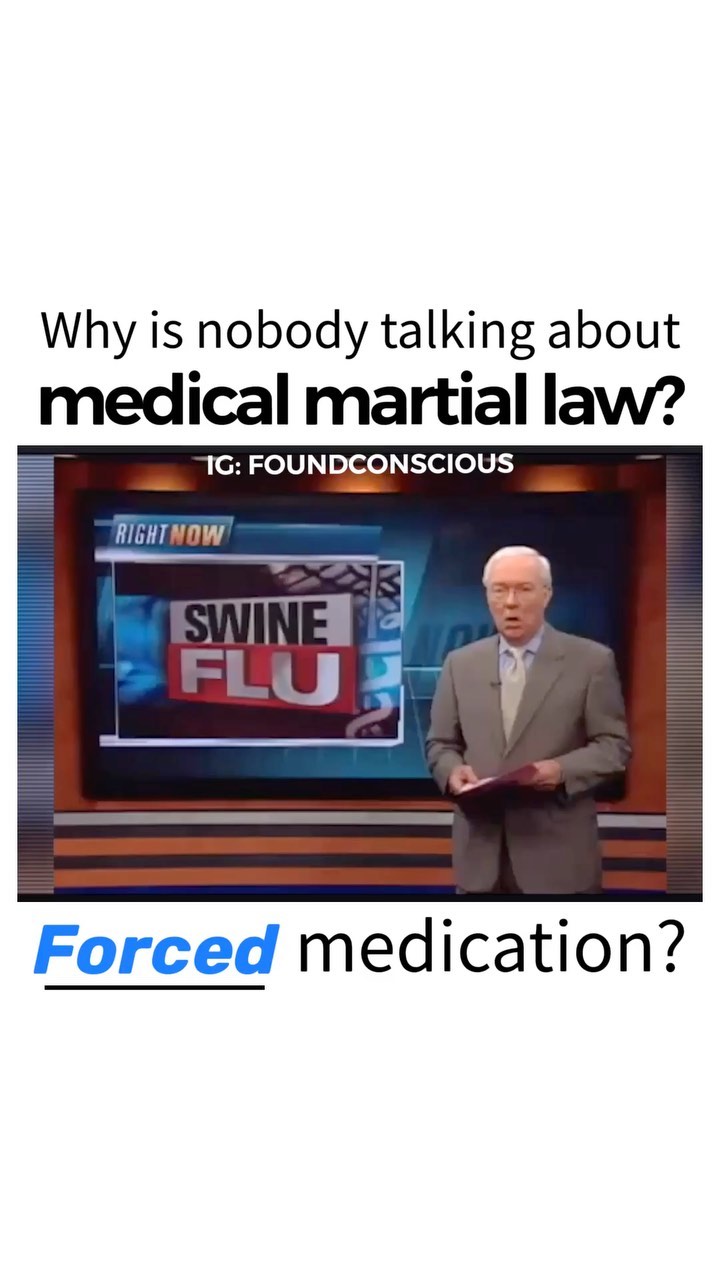 Why is nobody talking about
medical martial law?
IG: FOUNDCONSCIOUS
RIGHT NOW
SWINE
FLU
Forced medication?